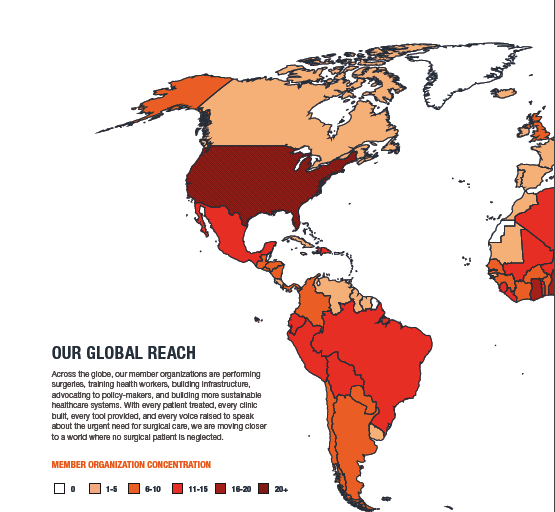 OUR GLOBAL REACH
Across the globe, our member organizations are performing
surgeries, training health workers, building infrastructure,
advocating to policy-makers, and building more sustainable
healthcare systems. With every patient treated, every clinic
built, every tool provided, and every voice raised to speak
about the urgent need for surgical care, we are moving closer
to a world where no surgical patient is neglected.
MEMBER ORGANIZATION CONCENTRATION
0 1-5 6-10 11-15 16-20 20+